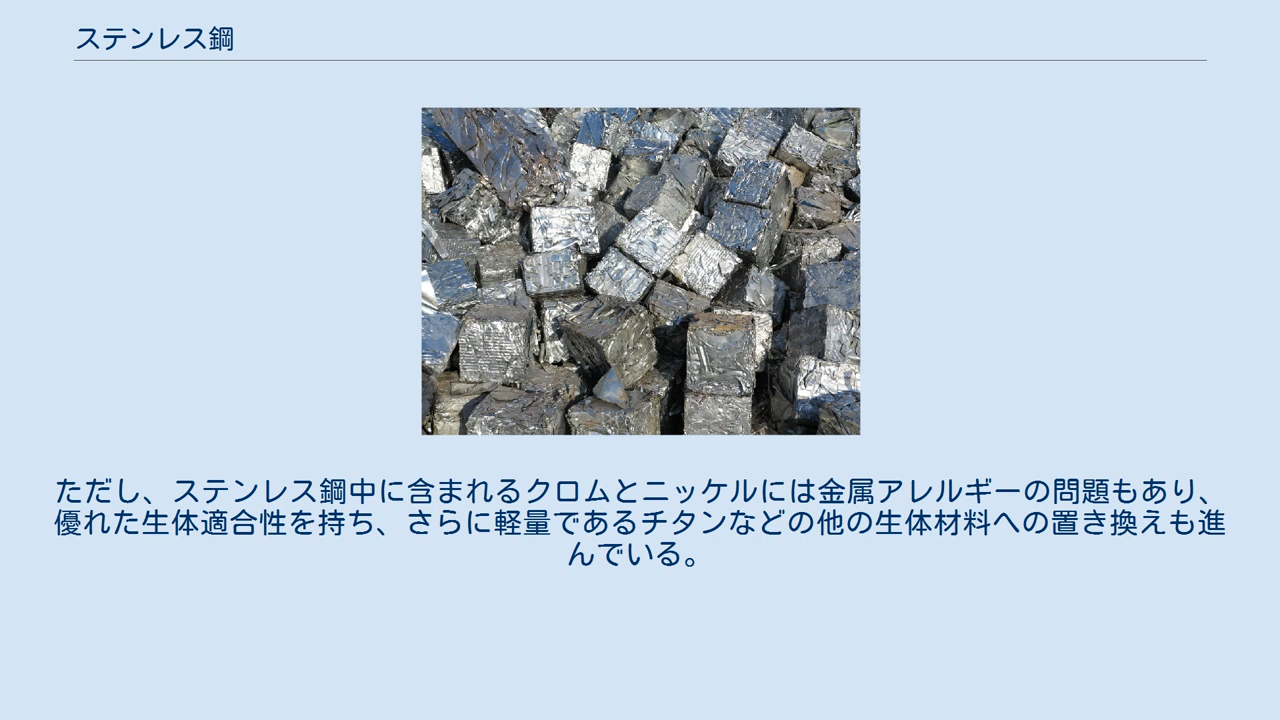 ステンレス鋼
ただし、ステンレス鋼中に含まれるクロムとニッケルには金属アレルギーの問題もあり、
優れた生体適合性を持ち、さらに軽量であるチタンなどの他の生体材料への置き換えも進
んでいる。